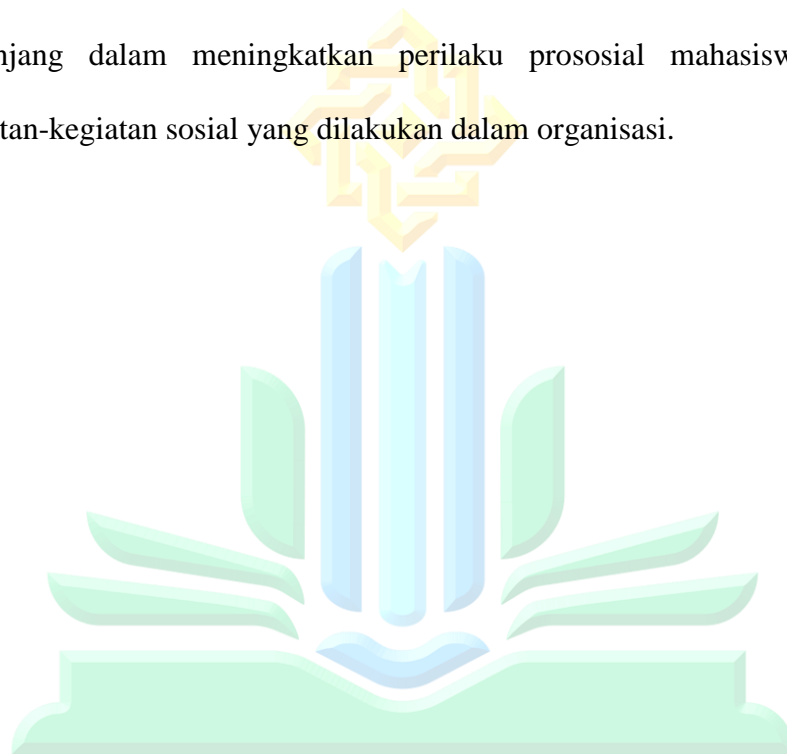 njang dalam meningkatkan perilaku prososial mahasisw
tan-kegiatan sosial yang dilakukan dalam organisasi.